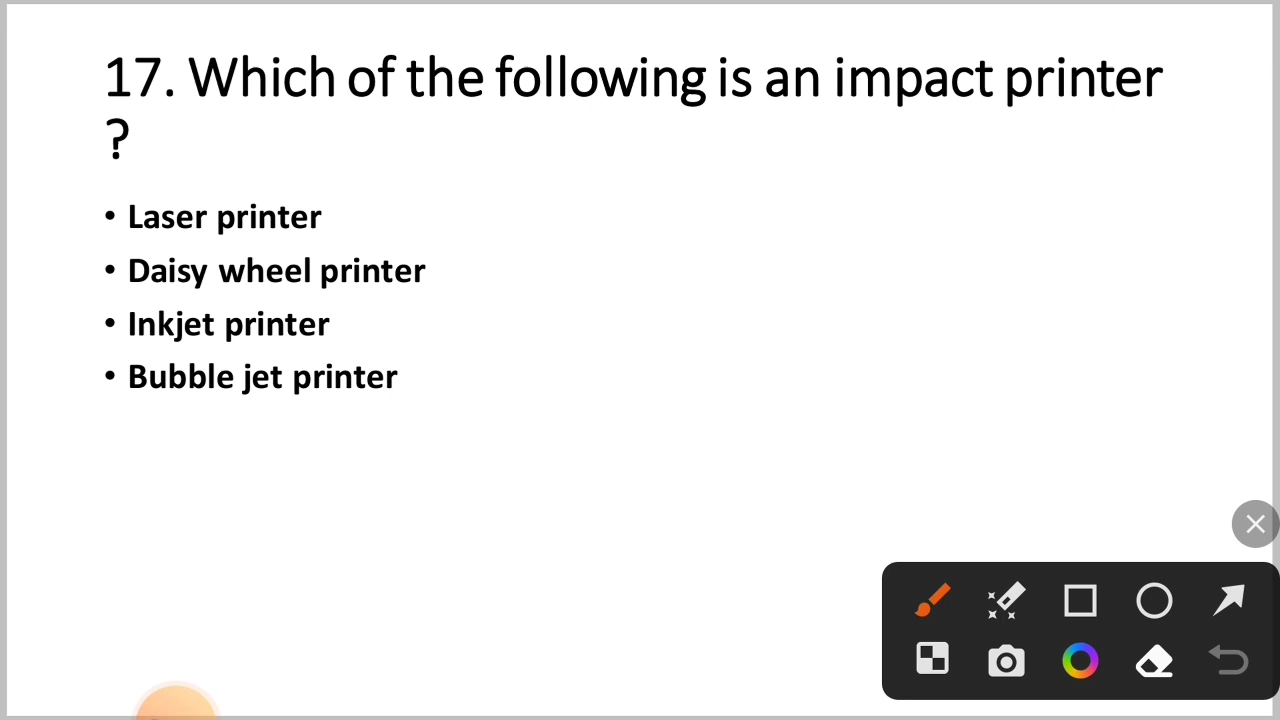 17. Which of the following is an impact printer
?
• Laser printer
• Daisy wheel printer
• Inkjet printer
• Bubble jet printer